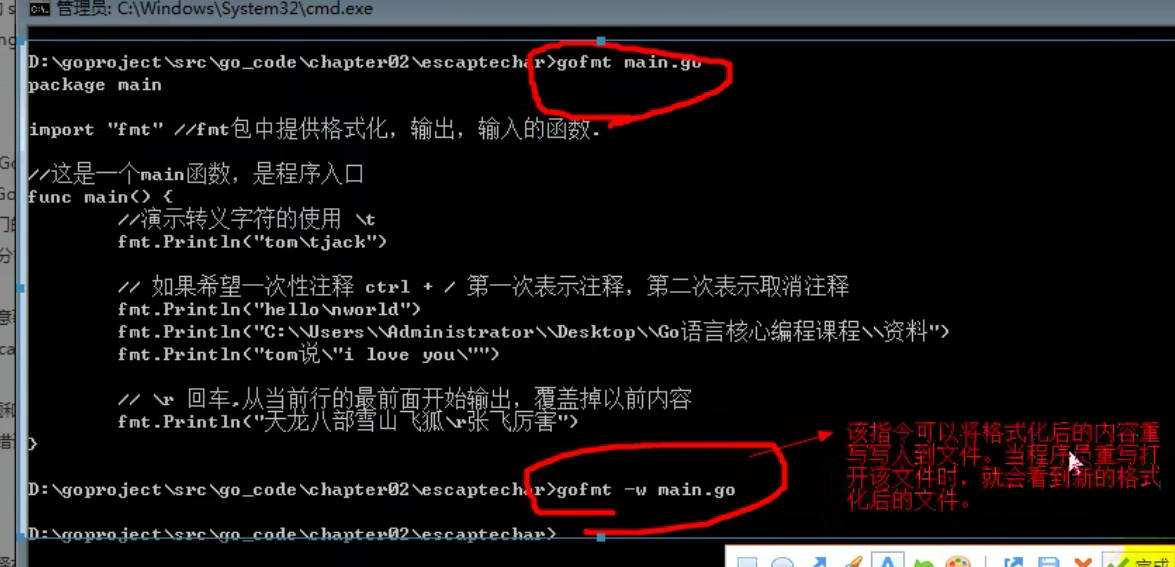 管理员: C:\Windows\System32\cmd.exe
D:\goproject\src\go_code\chapter02\escaptechar>gofmt main.go
package main
import "fmt" //fmt包中提供格式化，输出，输入的函数.
//这是一个main函数，是程序入口
func main() {
//演示转义字符的使用 \t
fmt.Println("tom\tjack")
// 如果希望一次性注释 ctrl + / 第一次表示注释，第二次表示取消注释
fmt.Println("hello\nworld")
fmt.Println("C:\\Users\\Administrator\\Desktop\\Go语言核心编程课程\\资料")
fmt.Println("tom说\"i love you\"")
// \r 回车,从当前行的最前面开始输出，覆盖掉以前内容
fmt.Println("天龙八部雪山飞狐\r张飞厉害")
}
D:\goproject\src\go_code\chapter02\escaptechar>gofmt -w main.go
该指令可以将格式化后的内容重
写写入到文件。当程序员重写打
开该文件时，就会看到新的格式
化后的文件。
D:\goproject\src\go_code\chapter02\escaptechar>
完成